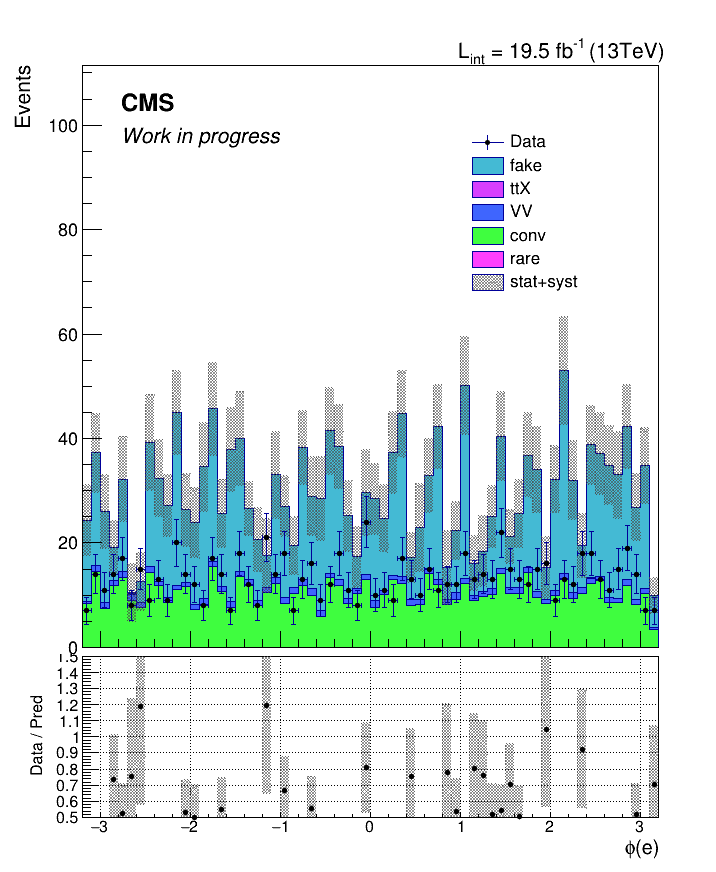 L_int = 19.5 fb^-1 (13TeV)
Events
CMS
Work in progress
100
80
60
40
20
0
Data
fake
ttX
VV
conv
rare
stat+syst
Data / Pred
1.5
1.4
1.3
1.2
1.1
1
0.9
0.8
0.7
0.6
0.5
−3 −2 −1 0 1 2 3
ϕ(e)